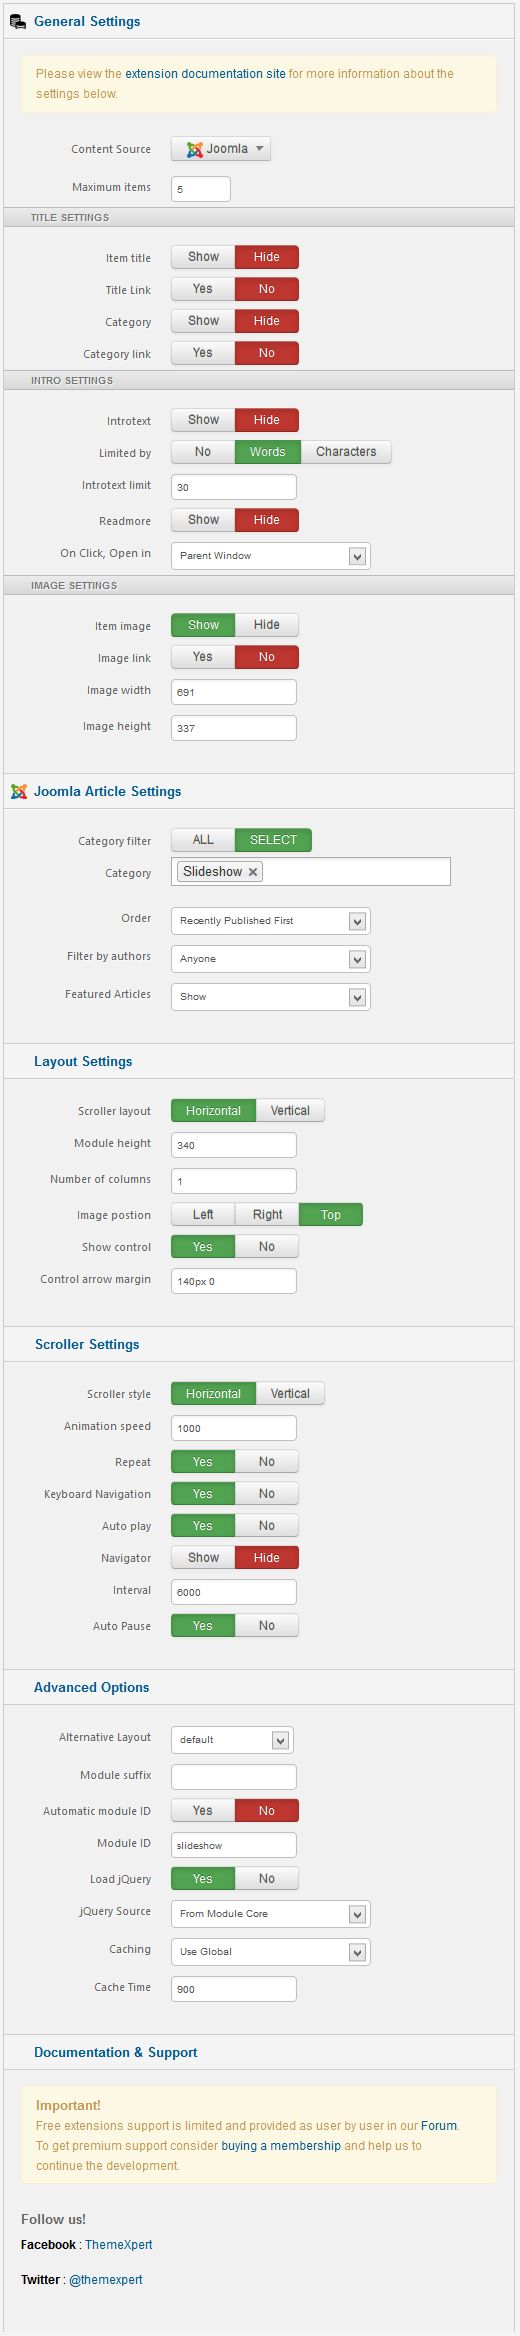 General Settings
Please view the extension documentation site for more information about the
settings below.
Content Source Joomla
Maximum items 5
TITLE SETTINGS
Item title Show Hide
Title Link Yes No
Category Show Hide
Category link Yes No
INTRO SETTINGS
Introtext Show Hide
Limited by No Words Characters
Introtext limit 30
Readmore Show Hide
On Click, Open in Parent Window
IMAGE SETTINGS
Item image Show Hide
Image link Yes No
Image width 691
Image height 337
Joomla Article Settings
Category filter ALL SELECT
Category Slideshow ×
Order Recently Published First
Filter by authors Anyone
Featured Articles Show
Layout Settings
Scroller layout Horizontal Vertical
Module height 340
Number of columns 1
Image postion Left Right Top
Show control Yes No
Control arrow margin 140px 0
Scroller Settings
Scroller style Horizontal Vertical
Animation speed 1000
Repeat Yes No
Keyboard Navigation Yes No
Auto play Yes No
Navigator Show Hide
Interval 6000
Auto Pause Yes No
Advanced Options
Alternative Layout default
Module suffix
Automatic module ID Yes No
Module ID slideshow
Load jQuery Yes No
jQuery Source From Module Core
Caching Use Global
Cache Time 900
Documentation & Support
Important!
Free extensions support is limited and provided as user by user in our Forum.
To get premium support consider buying a membership and help us to
continue the development.
Follow us!
Facebook : ThemeXpert
Twitter : @themexpert